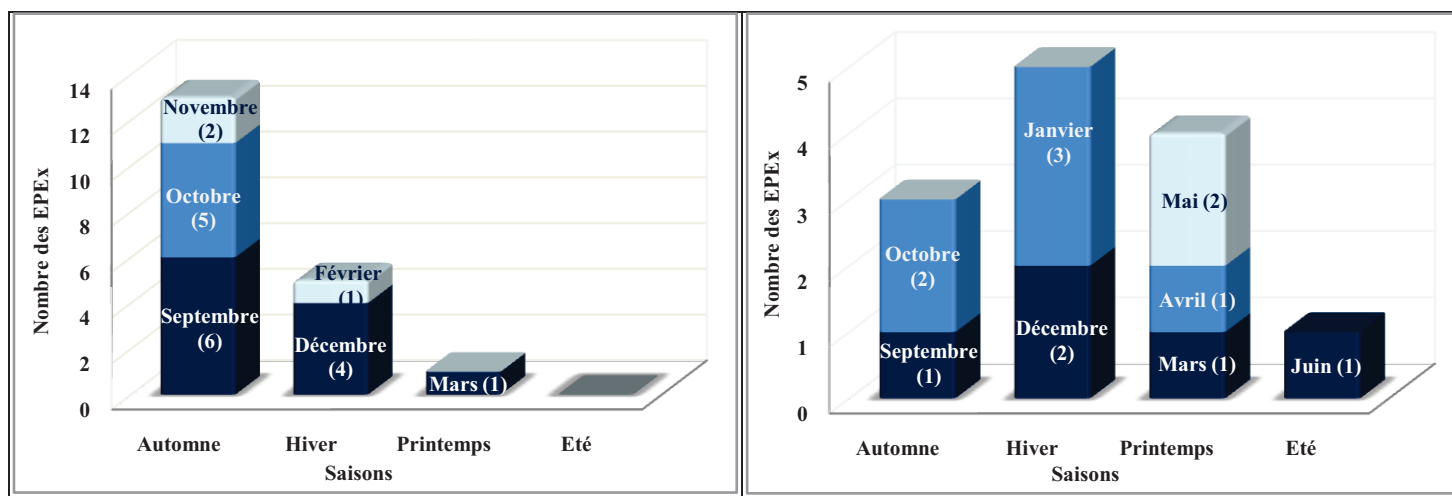 Nombre des EPEx
14
12
10
8
6
4
2
0
Novembre
(2)
Octobre
(5)
Septembre
(6)
Février
(1)
Décembre
(4)
Mars (1)
Automne
Hiver
Printemps
Eté
Saisons
Nombre des EPEx
5
4
3
2
1
0
Octobre
(2)
Septembre
(1)
Janvier
(3)
Décembre
(2)
Mai (2)
Avril (1)
Mars (1)
Juin (1)
Automne
Hiver
Printemps
Eté
Saisons